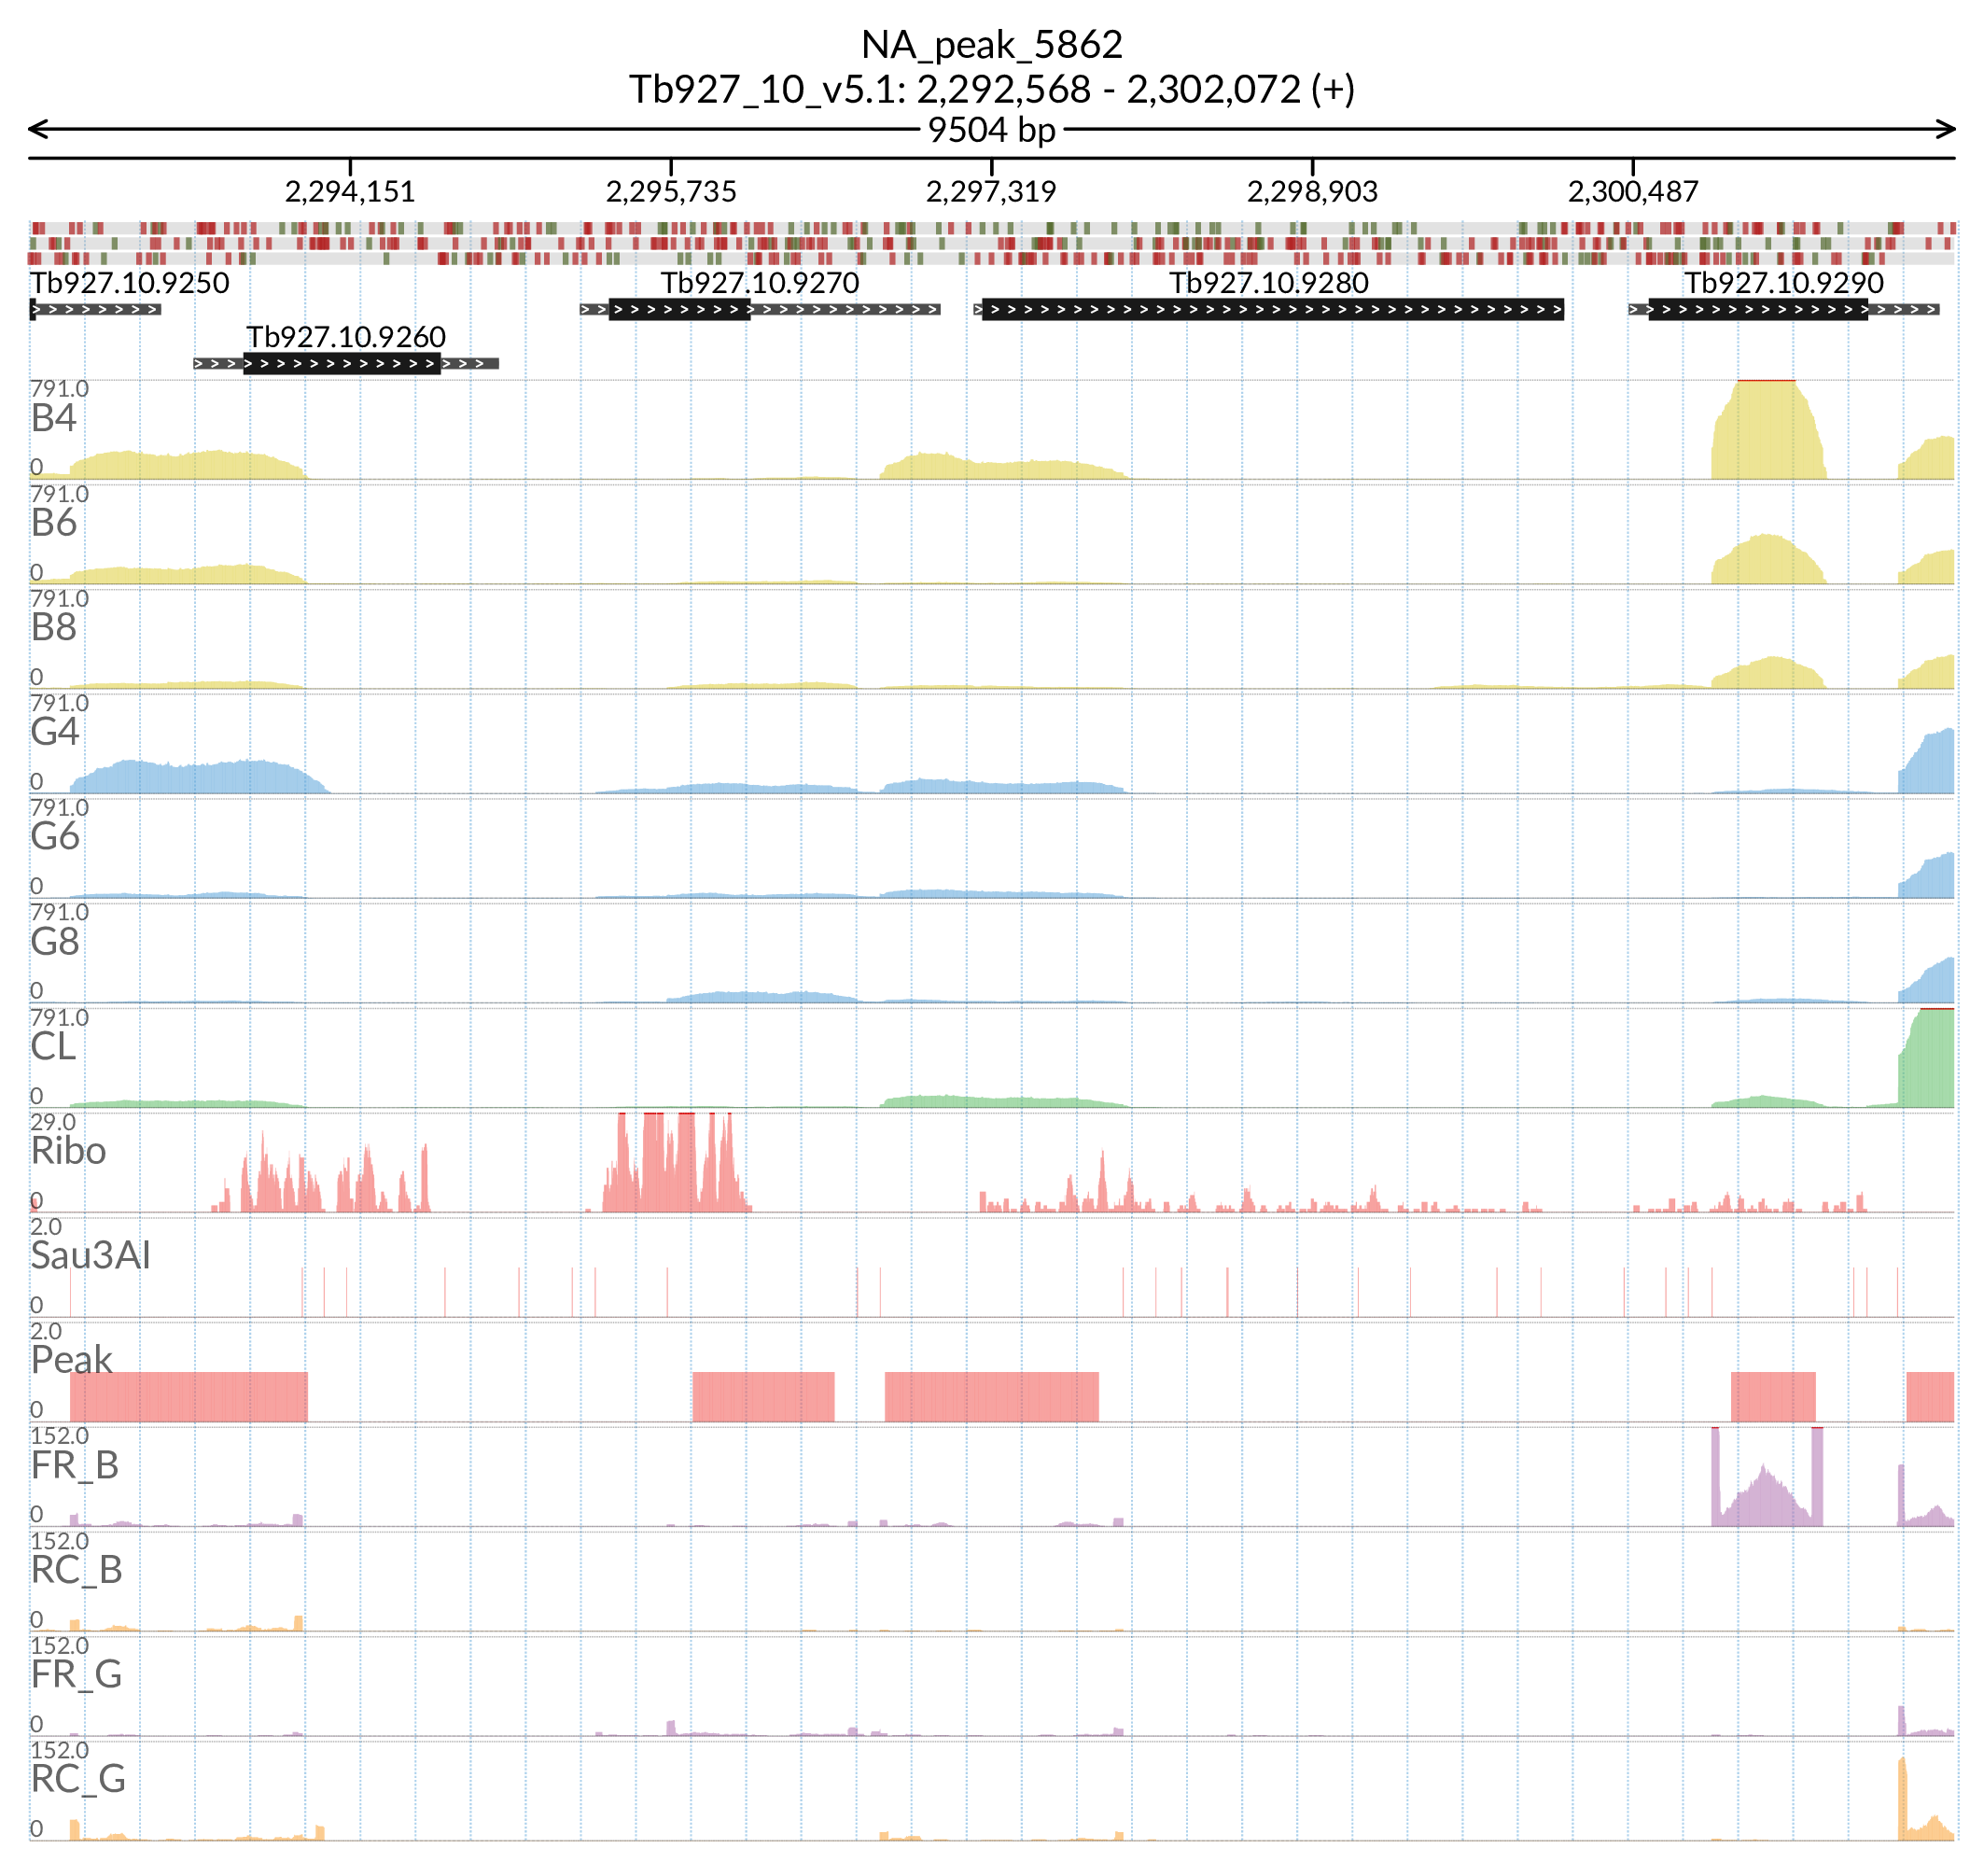 NA_peak_5862
Tb927_10_v5.1: 2,292,568 - 2,302,072 (+)
9504 bp
2,294,151 2,295,735 2,297,319 2,298,903 2,300,487
Tb927.10.9250 Tb927.10.9270 Tb927.10.9280 Tb927.10.9290
Tb927.10.9260
791.0
B4
0
791.0
B6
0
791.0
B8
0
791.0
G4
0
791.0
G6
0
791.0
G8
0
791.0
CL
0
29.0
Ribo
0
2.0
Sau3AI
0
2.0
Peak
0
152.0
FR_B
0
152.0
RC_B
0
152.0
FR_G
0
152.0
RC_G
0